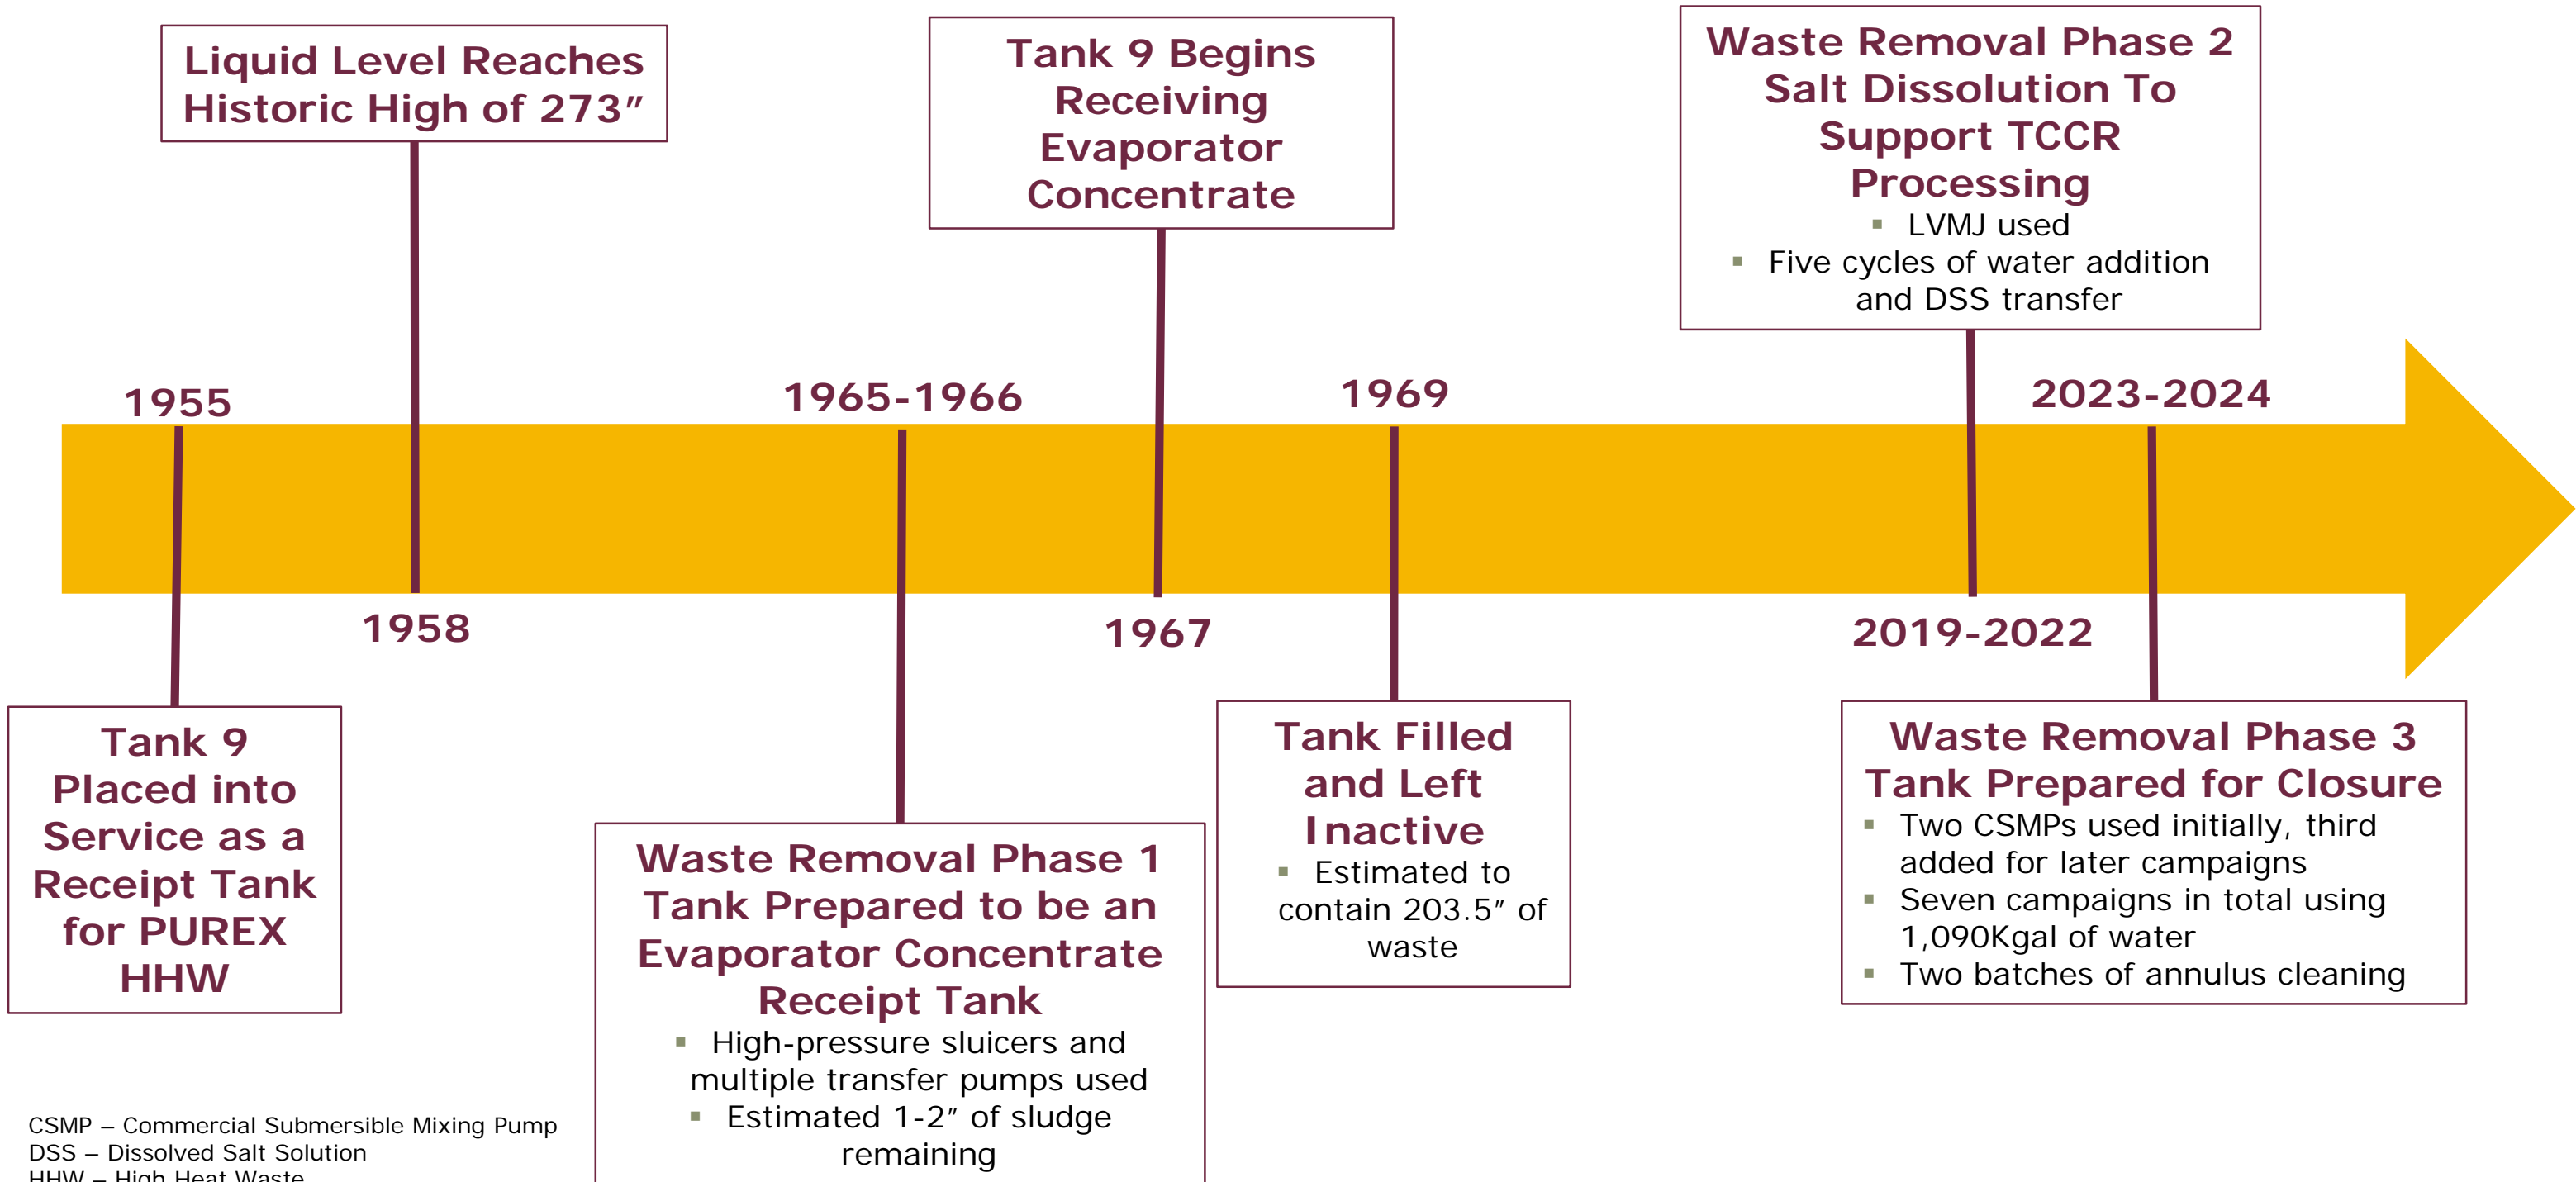 Liquid Level Reaches
Historic High of 273"
Tank 9 Begins
Receiving
Evaporator
Concentrate
Waste Removal Phase 2
Salt Dissolution To
Support TCCR
Processing
▪ LVMJ used
▪ Five cycles of water addition
and DSS transfer
1955
1965-1966
1969
2023-2024
1958
1967
2019-2022
Tank 9
Placed into
Service as a
Receipt Tank
for PUREX
HHW
Waste Removal Phase 1
Tank Prepared to be an
Evaporator Concentrate
Receipt Tank
▪ High-pressure sluicers and
multiple transfer pumps used
▪ Estimated 1-2" of sludge
remaining
Tank Filled
and Left
Inactive
▪ Estimated to
contain 203.5" of
waste
Waste Removal Phase 3
Tank Prepared for Closure
▪ Two CSMPs used initially, third
added for later campaigns
▪ Seven campaigns in total using
1,090Kgal of water
▪ Two batches of annulus cleaning
CSMP – Commercial Submersible Mixing Pump
DSS – Dissolved Salt Solution
HHW – High Heat Waste